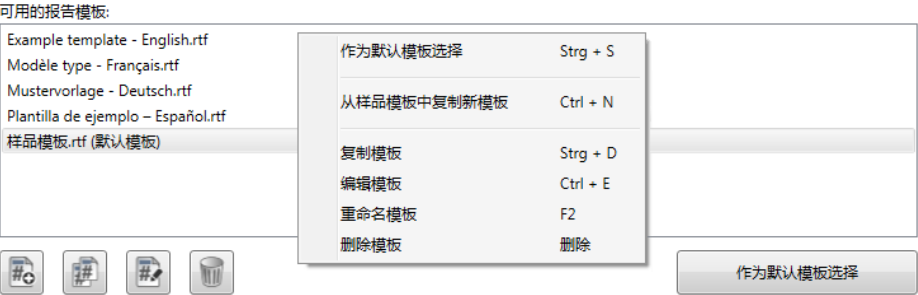 可用的报告模板:
Example template - English.rtf
Modèle type - Français.rtf
Mustervorlage - Deutsch.rtf
Plantilla de ejemplo – Español.rtf
样品模板.rtf (默认模板)
作为默认模板选择 Strg + S
从样品模板中复制新模板 Ctrl + N
复制模板 Strg + D
编辑模板 Ctrl + E
重命名模板 F2
删除模板 删除
作为默认模板选择